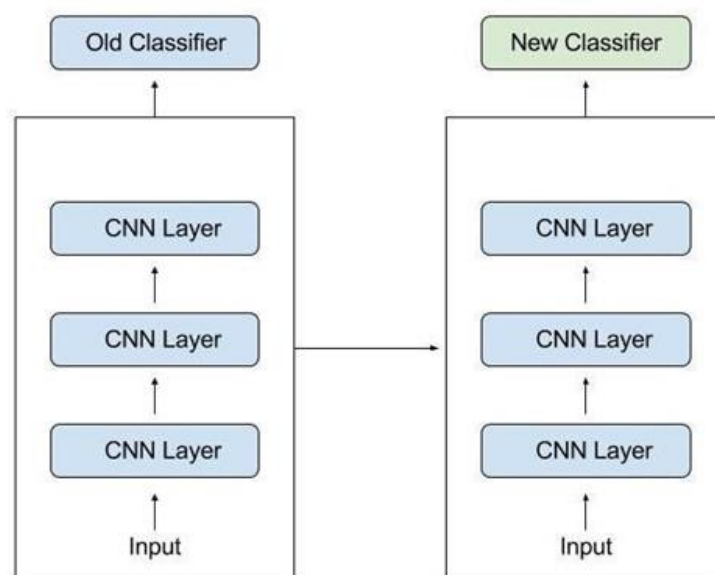 Old Classifier
New Classifier
CNN Layer
CNN Layer
CNN Layer
CNN Layer
CNN Layer
CNN Layer
Input
Input